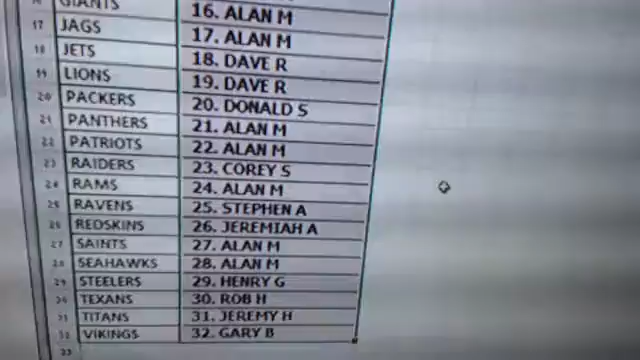 GIANTS 16. ALAN M
17 JAGS 17. ALAN M
18 JETS 18. DAVE R
19 LIONS 19. DAVE R
20 PACKERS 20. DONALD S
21 PANTHERS 21. ALAN M
22 PATRIOTS 22. ALAN M
23 RAIDERS 23. COREY S
24 RAMS 24. ALAN M
25 RAVENS 25. STEPHEN A
26 REDSKINS 26. JEREMIAH A
27 SAINTS 27. ALAN M
28 SEAHAWKS 28. ALAN M
29 STEELERS 29. HENRY G
30 TEXANS 30. ROB H
31 TITANS 31. JEREMY H
32 VIKINGS 32. GARY B
33